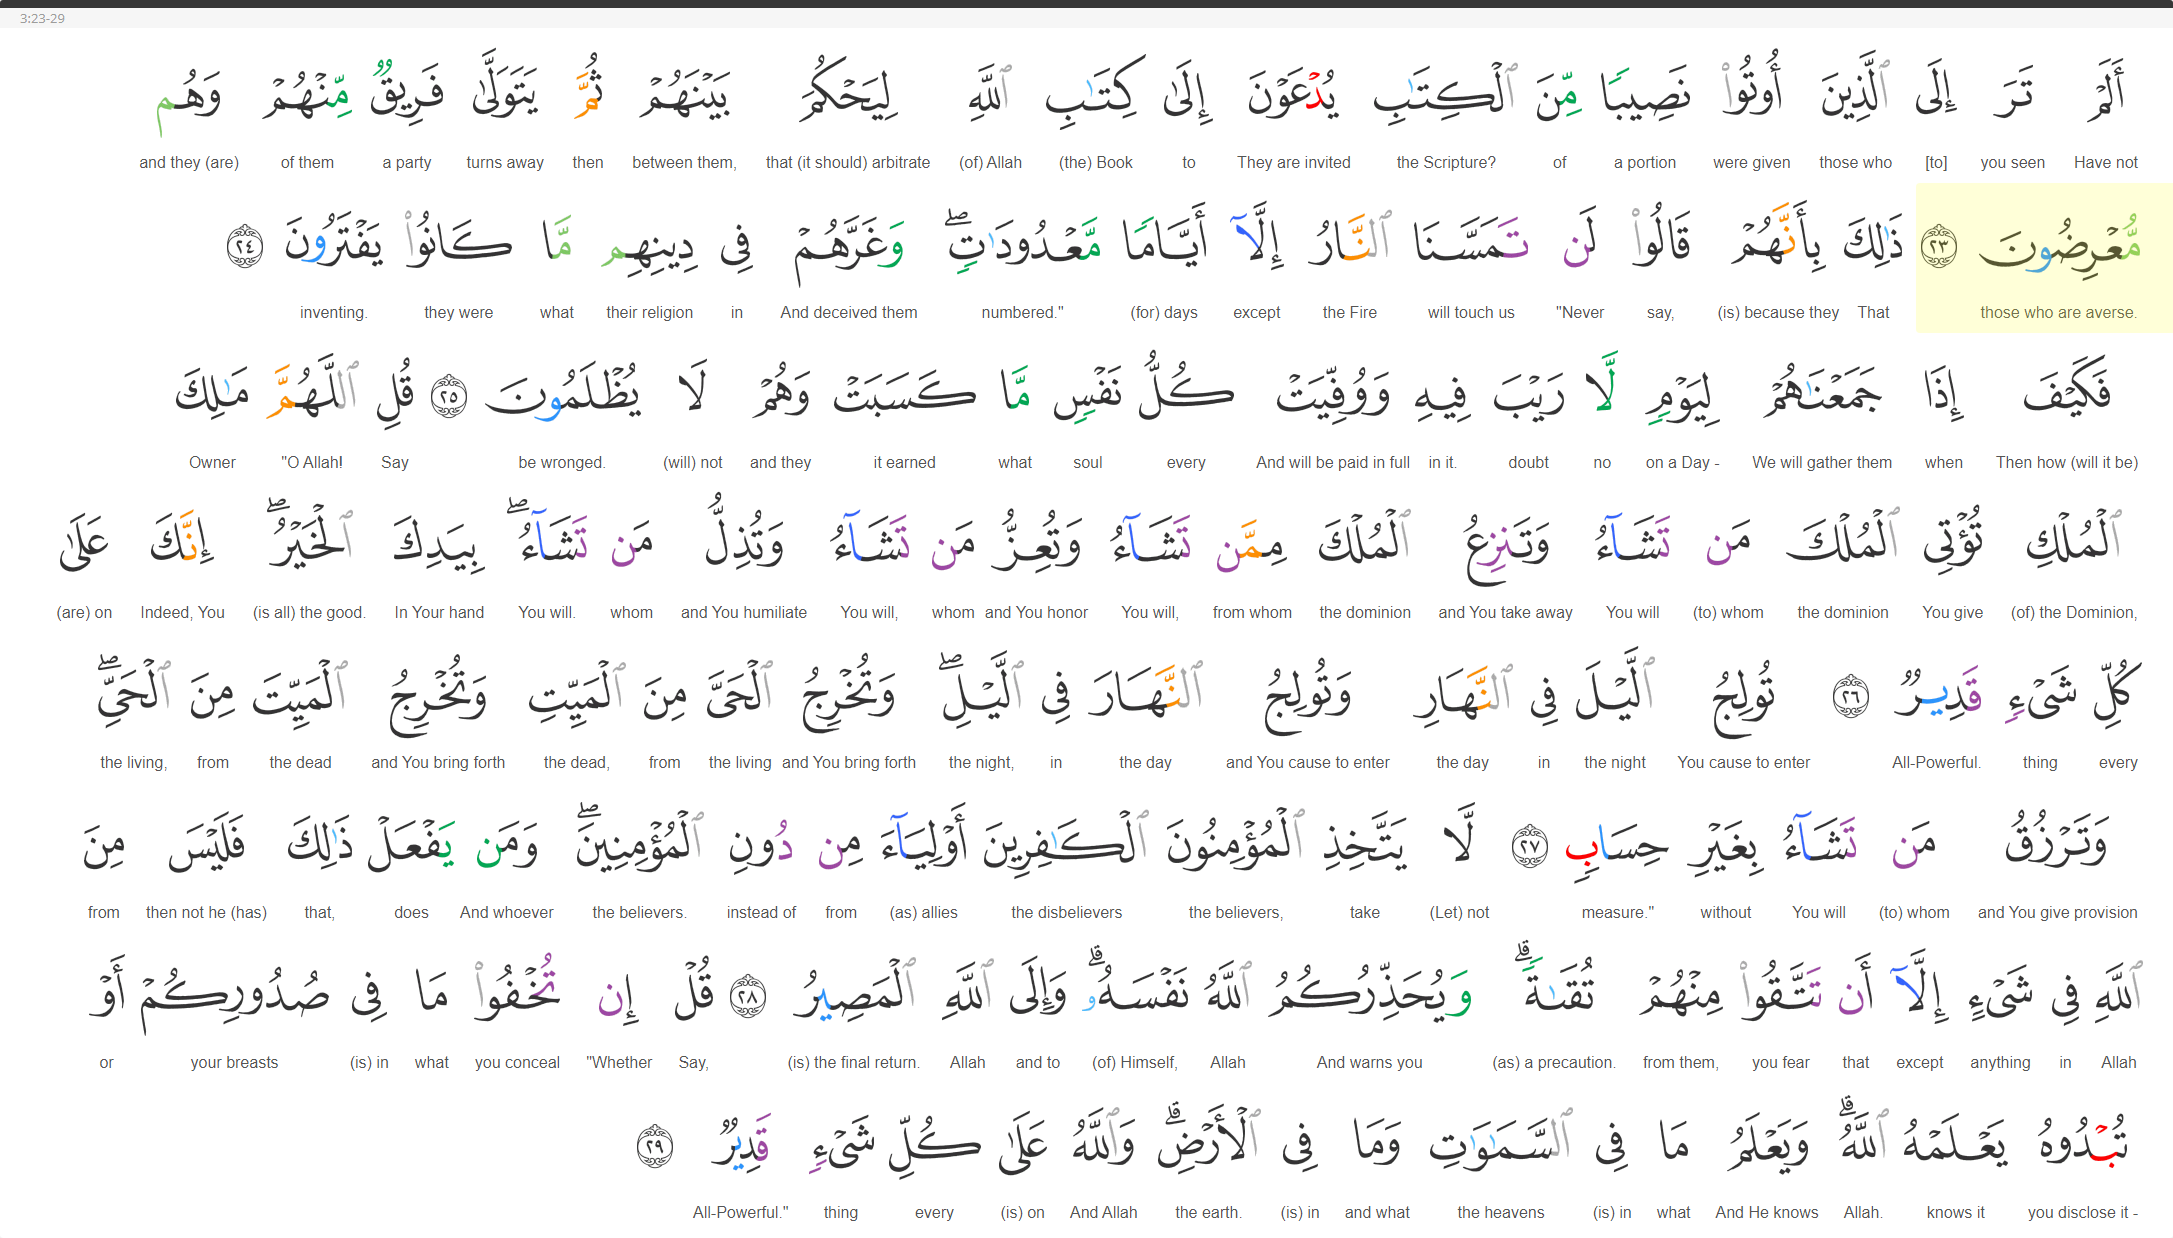 3:23-29
أَلَمْ تَرَ إِلَى ٱلَّذِينَ أُوتُوا۟ نَصِيبًا مِّنَ ٱلْكِتَـٰبِ يُدْعَوْنَ إِلَىٰ كِتَـٰبِ ٱللَّهِ لِيَحْكُمَ بَيْنَهُمْ ثُمَّ يَتَوَلَّىٰ فَرِيقٌ مِّنْهُمْ وَهُم
Have not you seen [to] those who were given a portion of the Scripture? They are invited to (the) Book (of) Allah that (it should) arbitrate between them, then turns away a party of them and they (are)
مُّعْرِضُونَ ٢٣ ذَٰلِكَ بِأَنَّهُمْ قَالُوا۟ لَن تَمَسَّنَا ٱلنَّارُ إِلَّآ أَيَّامًا مَّعْدُودَٰتٍ ۖ وَغَرَّهُمْ فِى دِينِهِم مَّا كَانُوا۟ يَفْتَرُونَ ٢٤
those who are averse. That (is) because they say, "Never will touch us the Fire except (for) days numbered." And deceived them in their religion what they were inventing.
فَكَيْفَ إِذَا جَمَعْنَـٰهُمْ لِيَوْمٍ لَّا رَيْبَ فِيهِ وَوُفِّيَتْ كُلُّ نَفْسٍ مَّا كَسَبَتْ وَهُمْ لَا يُظْلَمُونَ ٢٥ قُلِ ٱللَّهُمَّ مَـٰلِكَ
Then how (will it be) when We will gather them on a Day - no doubt in it. And will be paid in full every soul what it earned and they (will) not be wronged. Say "O Allah! Owner
ٱلْمُلْكِ تُؤْتِى ٱلْمُلْكَ مَن تَشَآءُ وَتَنزِعُ ٱلْمُلْكَ مِمَّن تَشَآءُ وَتُعِزُّ مَن تَشَآءُ وَتُذِلُّ مَن تَشَآءُ ۖ بِيَدِكَ ٱلْخَيْرُ ۖ إِنَّكَ عَلَىٰ
(of) the Dominion, You give the dominion (to) whom You will and You take away the dominion from whom You will, and You honor whom You will, and You humiliate whom You will. In Your hand (is all) the good. Indeed, You (are) on
كُلِّ شَىْءٍ قَدِيرٌ ٢٦ تُولِجُ ٱلَّيْلَ فِى ٱلنَّهَارِ وَتُولِجُ ٱلنَّهَارَ فِى ٱلَّيْلِ ۖ وَتُخْرِجُ ٱلْحَىَّ مِنَ ٱلْمَيِّتِ وَتُخْرِجُ ٱلْمَيِّتَ مِنَ ٱلْحَىِّ ۖ
every thing All-Powerful. You cause to enter the night in the day and You cause to enter the day in the night, and You bring forth the living from the dead, and You bring forth the dead from the living,
وَتَرْزُقُ مَن تَشَآءُ بِغَيْرِ حِسَابٍ ٢٧ لَّا يَتَّخِذِ ٱلْمُؤْمِنُونَ ٱلْكَـٰفِرِينَ أَوْلِيَآءَ مِن دُونِ ٱلْمُؤْمِنِينَ ۖ وَمَن يَفْعَلْ ذَٰلِكَ فَلَيْسَ مِنَ
and You give provision (to) whom You will without measure." (Let) not take the believers, the disbelievers (as) allies from instead of the believers. And whoever does that, then not he (has) from
ٱللَّهِ فِى شَىْءٍ إِلَّآ أَن تَتَّقُوا۟ مِنْهُمْ تُقَىٰةً ۗ وَيُحَذِّرُكُمُ ٱللَّهُ نَفْسَهُۥ ۗ وَإِلَى ٱللَّهِ ٱلْمَصِيرُ ٢٨ قُلْ إِن تُخْفُوا۟ مَا فِى صُدُورِكُمْ أَوْ
Allah in anything except that you fear from them, (as) a precaution. And warns you Allah (of) Himself, and to Allah (is) the final return. Say, "Whether you conceal what (is) in your breasts or
تُبْدُوهُ يَعْلَمْهُ ٱللَّهُ ۗ وَيَعْلَمُ مَا فِى ٱلسَّمَـٰوَٰتِ وَمَا فِى ٱلْأَرْضِ ۗ وَٱللَّهُ عَلَىٰ كُلِّ شَىْءٍ قَدِيرٌ ٢٩
you disclose it - knows it Allah. And He knows what (is) in the heavens and what (is) in the earth. And Allah (is) on every thing All-Powerful."